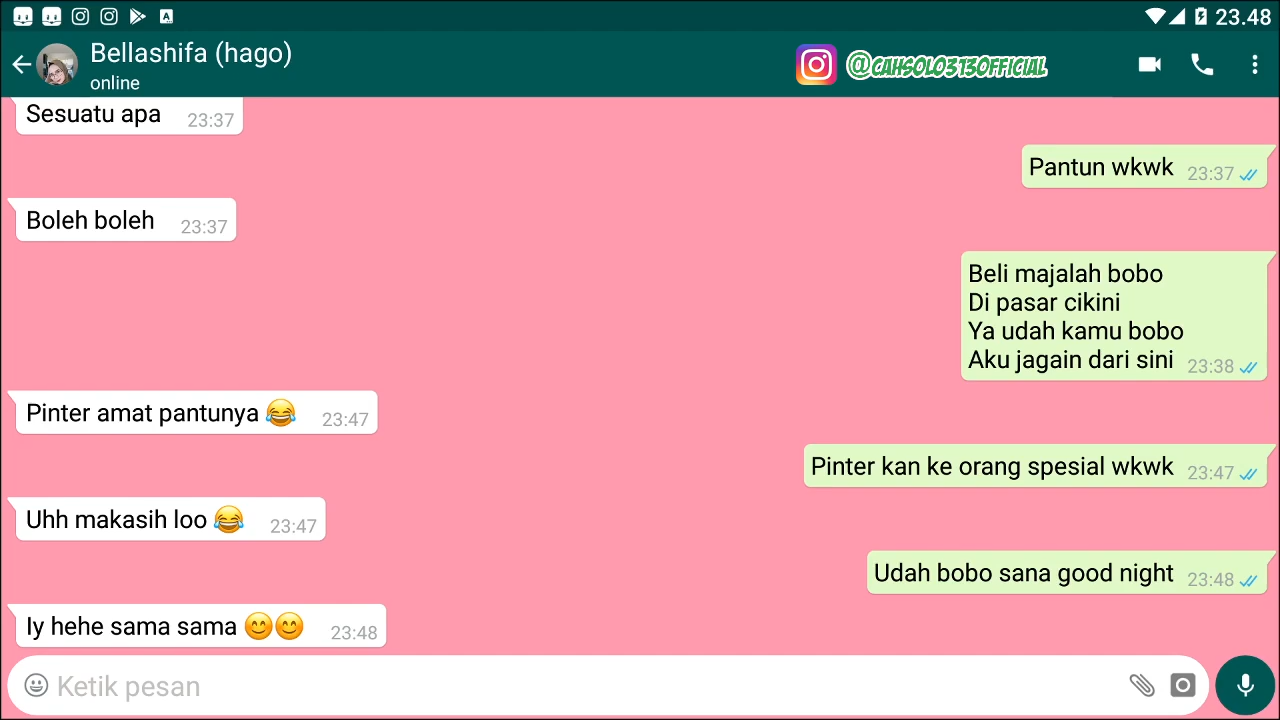 23.48
Bellashifa (hago)
online
@CAHSOLO313OFFICIAL
Sesuatu apa 23:37
Pantun wkwk 23:37
Boleh boleh 23:37
Beli majalah bobo
Di pasar cikini
Ya udah kamu bobo
Aku jagain dari sini 23:38
Pinter amat pantunya 😂 23:47
Pinter kan ke orang spesial wkwk 23:47
Uhh makasih loo 😂 23:47
Udah bobo sana good night 23:48
Iy hehe sama sama 😊😊 23:48
Ketik pesan